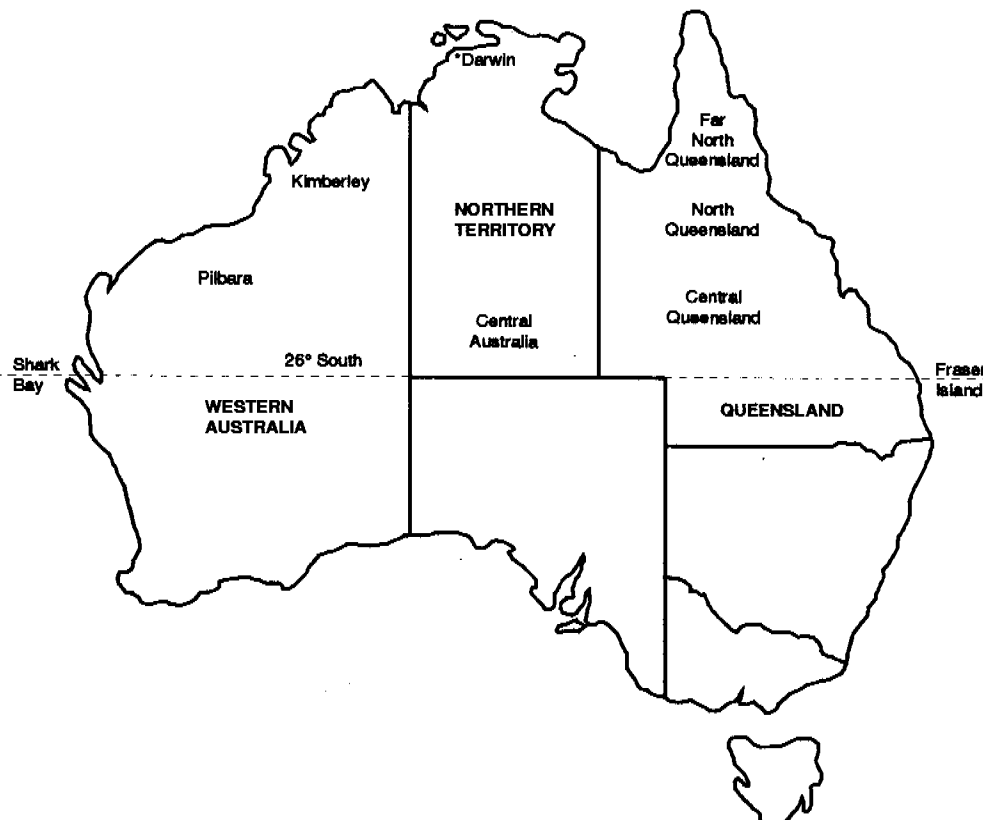 *Darwin
Far
North
Queensland
Kimberley
NORTHERN
TERRITORY
North
Queensland
Pilbara
Central
Australia
Central
Queensland
Shark
Bay
26° South
Fraser
Island
WESTERN
AUSTRALIA
QUEENSLAND